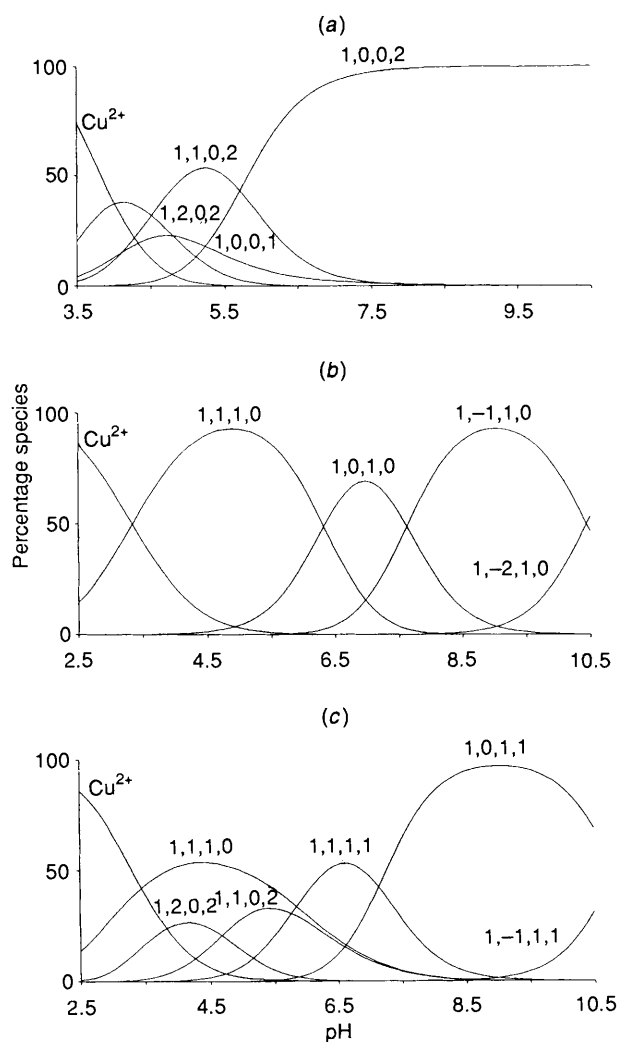 (a)
1,0,0,2
100
Cu2+
1,1,0,2
50
1,2,0,2
1,0,0,1
0
3.5 5.5 7.5 9.5
(b)
100
Cu2+
1,1,1,0
1,–1,1,0
1,0,1,0
50
1,–2,1,0
0
2.5 4.5 6.5 8.5 10.5
Percentage species
(c)
100
1,0,1,1
Cu2+
1,1,1,0
1,1,1,1
50
1,2,0,2
1,1,0,2
1,–1,1,1
0
2.5 4.5 6.5 8.5 10.5
pH